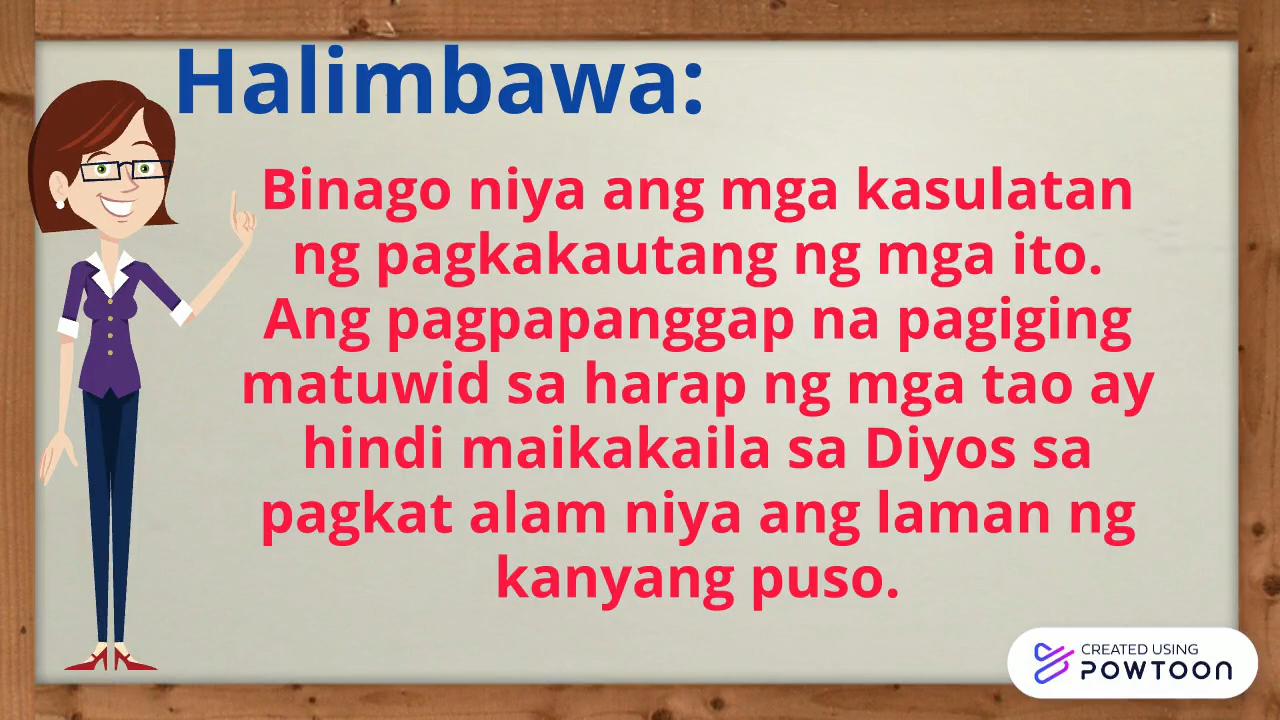 Halimbawa:
Binago niya ang mga kasulatan
ng pagkakautang ng mga ito.
Ang pagpapanggap na pagiging
matuwid sa harap ng mga tao ay
hindi maikakaila sa Diyos sa
pagkat alam niya ang laman ng
kanyang puso.
CREATED USING
POWTOON